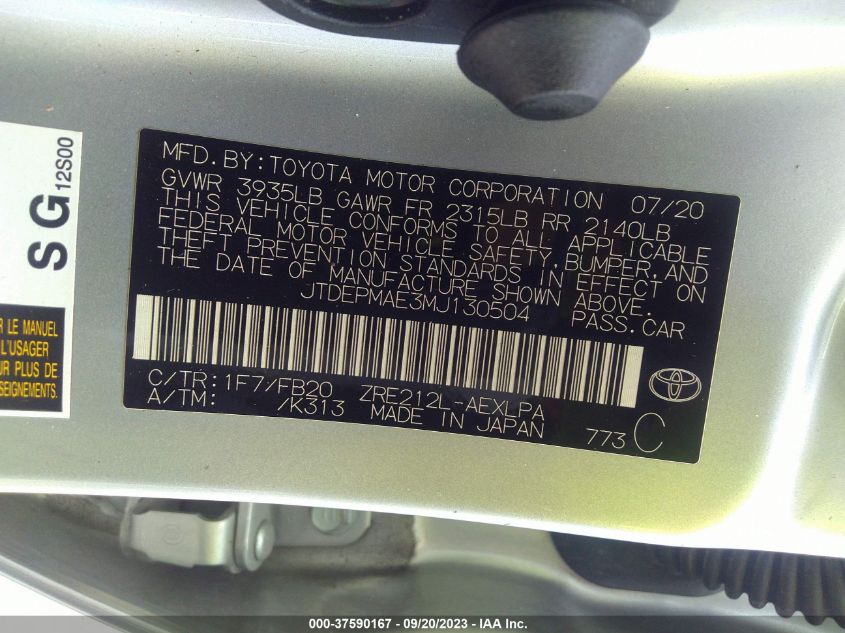 SG 12S00
R LE MANUEL
L'USAGER
UR PLUS DE
SEIGN
MFD. BY: TOYOTA MOTOR CORPORATION 07/20
GVWR 3935LB GAWR FR 2315LB RR 2140LB
THIS VEHICLE CONFORMS TO ALL APPLICABLE
FEDERAL MOTOR VEHICLE SAFETY, BUMPER, AND
THEFT PREVENTION STANDARDS IN EFFECT ON
THE DATE OF MANUFACTURE SHOWN ABOVE.
JTDEPMAE3MJ130504 PASS. CAR
C/TR: 1F7/FB20 ZRE212L-AEXLPA
A/TM: /K313 MADE IN JAPAN 773 C
000-37590167 - 09/20/2023 - IAA Inc.